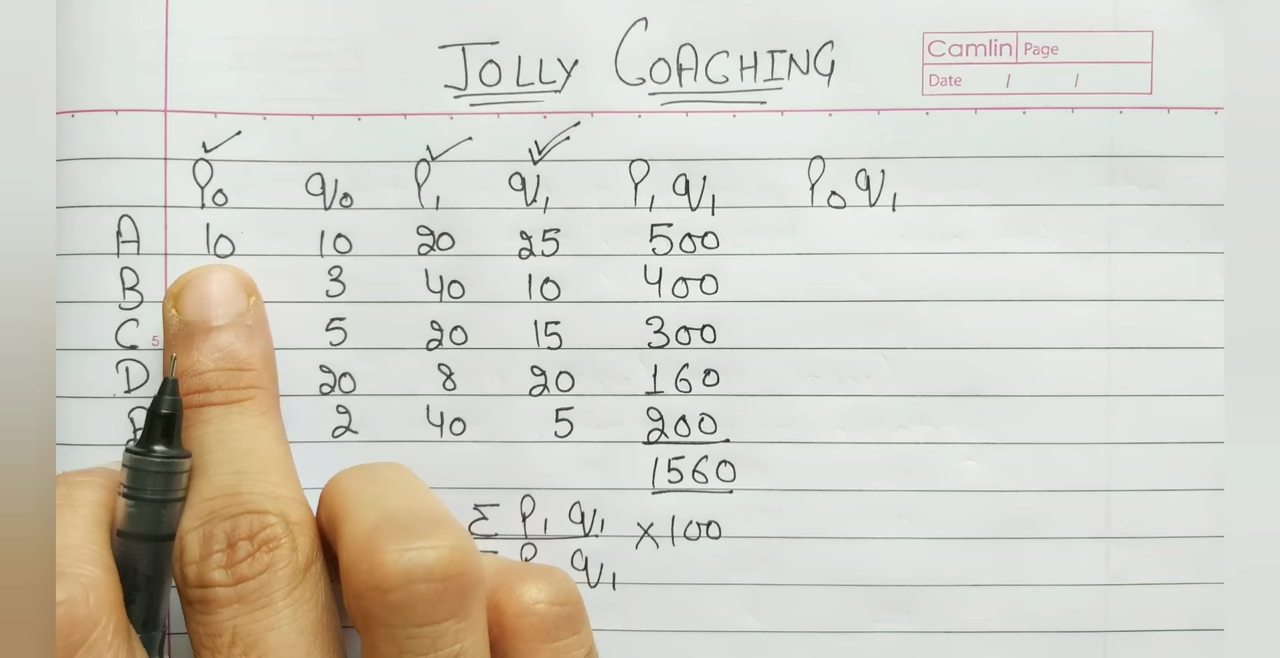 JOLLY COACHING
Camlin Page
Date / /
P₀ q₀ P₁ q₁ P₁ q₁ P₀ q₁
A 10 10 20 25 500
B 3 40 10 400
C 5 5 20 15 300
D 20 8 20 160
2 40 5 200
1560
Σ P₁ q₁ ×100
q₁